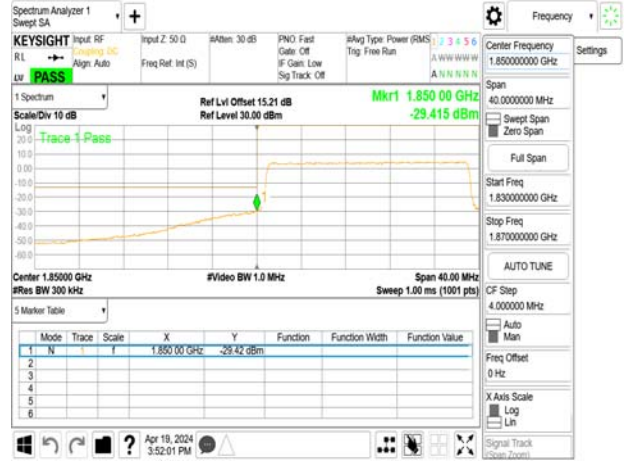 Spectrum Analyzer 1
Swept SA
+
Frequency
KEYSIGHT Input: RF Input Z: 50 Ω #Atten: 30 dB PNO: Fast #Avg Type: Power (RMS 1 2 3 4 5 6
RL Coupling: DC Gate: Off Trig: Free Run
Align: Auto Freq Ref: Int (S) IF Gain: Low A W W W W W
Sig Track: Off A N N N N N
LW PASS
Center Frequency
1.850000000 GHz
Settings
Span
40.0000000 MHz
Swept Span
Zero Span
Full Span
Start Freq
1.830000000 GHz
Stop Freq
1.870000000 GHz
AUTO TUNE
CF Step
4.000000 MHz
Auto
Man
Freq Offset
0 Hz
X Axis Scale
Log
Lin
Signal Track
(Span Zoom)
1 Spectrum
Ref Lvl Offset 15.21 dB
Mkr1 1.850 00 GHz
Scale/Div 10 dB
Ref Level 30.00 dBm
-29.415 dBm
Log
Trace 1 Pass
20.0
10.0
0.00
-10.0
-20.0
-30.0
-40.0
-50.0
-60.0
1
Center 1.85000 GHz #Video BW 1.0 MHz Span 40.00 MHz
#Res BW 300 kHz Sweep 1.00 ms (1001 pts)
5 Marker Table
Mode Trace Scale X Y Function Function Width Function Value
1 N 1 f 1.850 00 GHz -29.42 dBm
2
3
4
5
6
?
Apr 19, 2024
3:52:01 PM